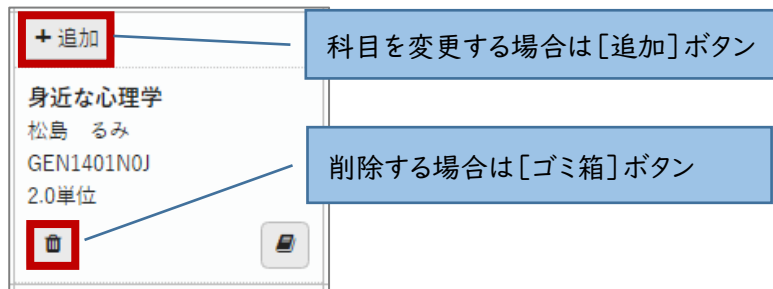 + 追加
科目を変更する場合は[追加]ボタン
身近な心理学
松島　るみ
GEN1401N0J
2.0単位
削除する場合は[ゴミ箱]ボタン